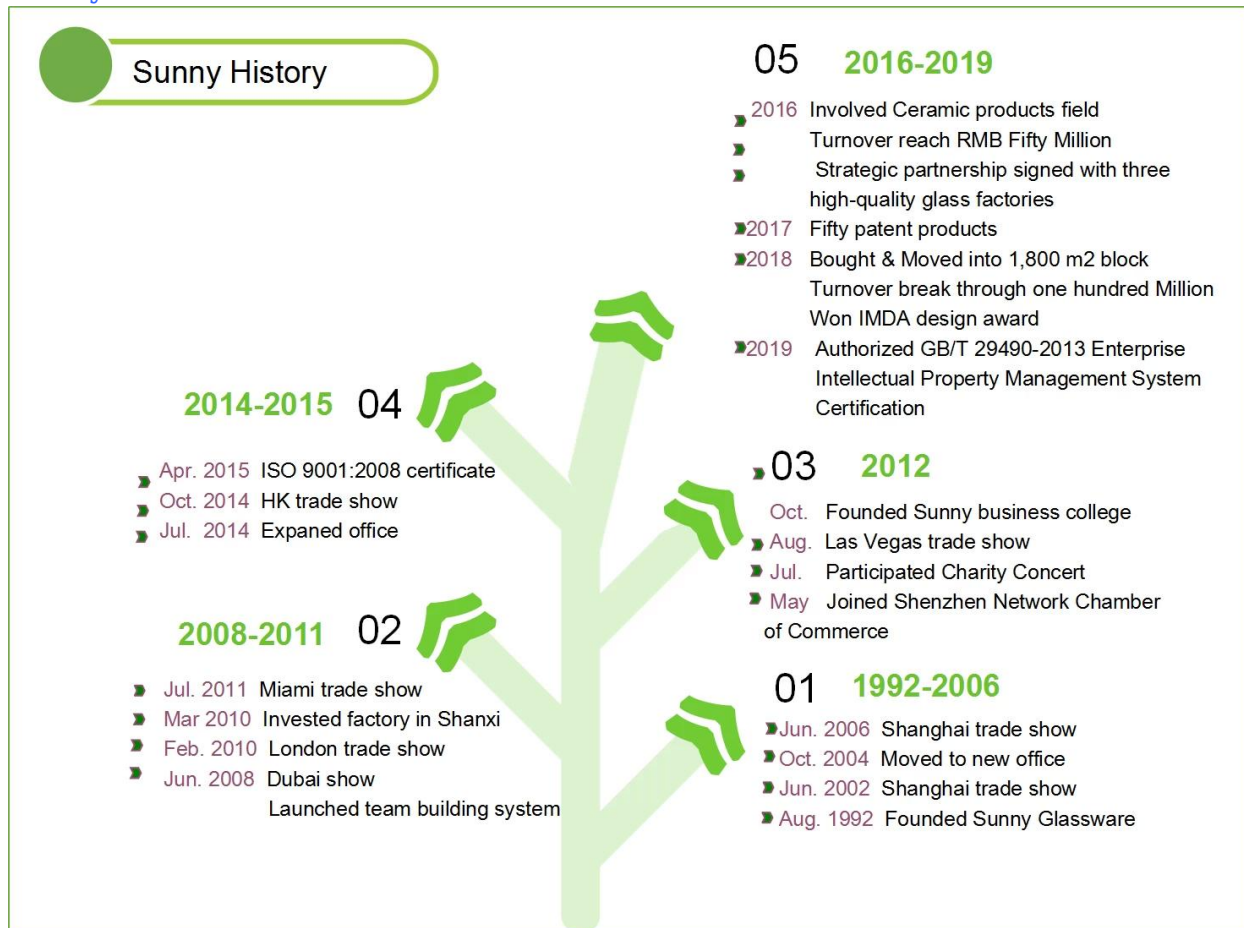 Sunny History
05 2016-2019
2016 Involved Ceramic products field
Turnover reach RMB Fifty Million
Strategic partnership signed with three
high-quality glass factories
2017 Fifty patent products
2018 Bought & Moved into 1,800 m2 block
Turnover break through one hundred Million
Won IMDA design award
2019 Authorized GB/T 29490-2013 Enterprise
Intellectual Property Management System
Certification
2014-2015 04
Apr. 2015 ISO 9001:2008 certificate
Oct. 2014 HK trade show
Jul. 2014 Expaned office
03 2012
Oct. Founded Sunny business college
Aug. Las Vegas trade show
Jul. Participated Charity Concert
May Joined Shenzhen Network Chamber
of Commerce
2008-2011 02
Jul. 2011 Miami trade show
Mar 2010 Invested factory in Shanxi
Feb. 2010 London trade show
Jun. 2008 Dubai show
Launched team building system
01 1992-2006
Jun. 2006 Shanghai trade show
Oct. 2004 Moved to new office
Jun. 2002 Shanghai trade show
Aug. 1992 Founded Sunny Glassware